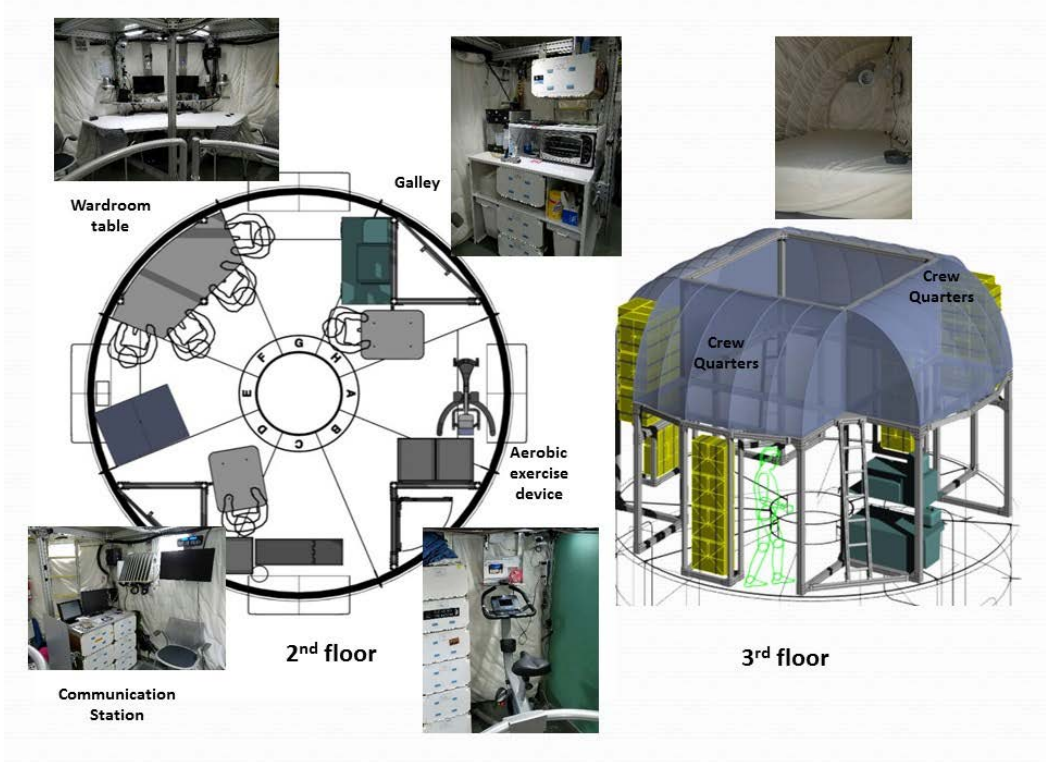 Wardroom
table
Galley
Crew
Quarters
Crew
Quarters
G
F
H
E
A
D
B
C
Aerobic
exercise
device
2nd floor
3rd floor
Communication
Station